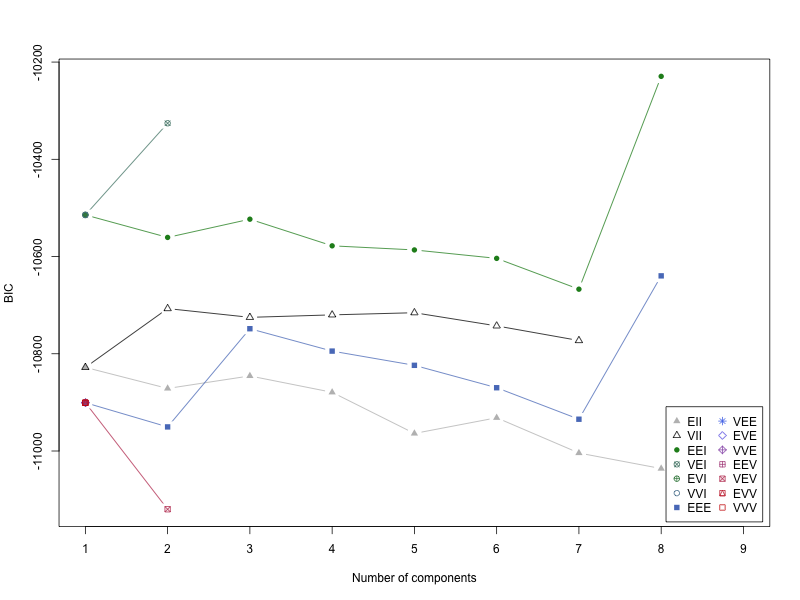 -10200
-10400
-10600
-10800
-11000
BIC
1 2 3 4 5 6 7 8 9
Number of components
EII VEE
VII EVE
EEI VVE
VEI EEV
EVI VEV
VVI EVV
EEE VVV